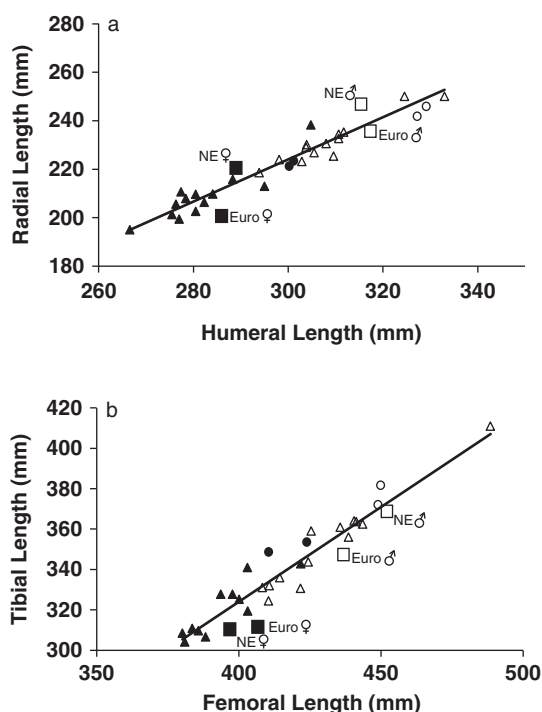 a
280
260
240
220
200
180
260
280
300
320
340
Radial Length (mm)
Humeral Length (mm)
NE♂
Euro♂
NE♀
Euro♀
b
420
400
380
360
340
320
300
350
400
450
500
Tibial Length (mm)
Femoral Length (mm)
NE♂
Euro♂
Euro♀
NE♀